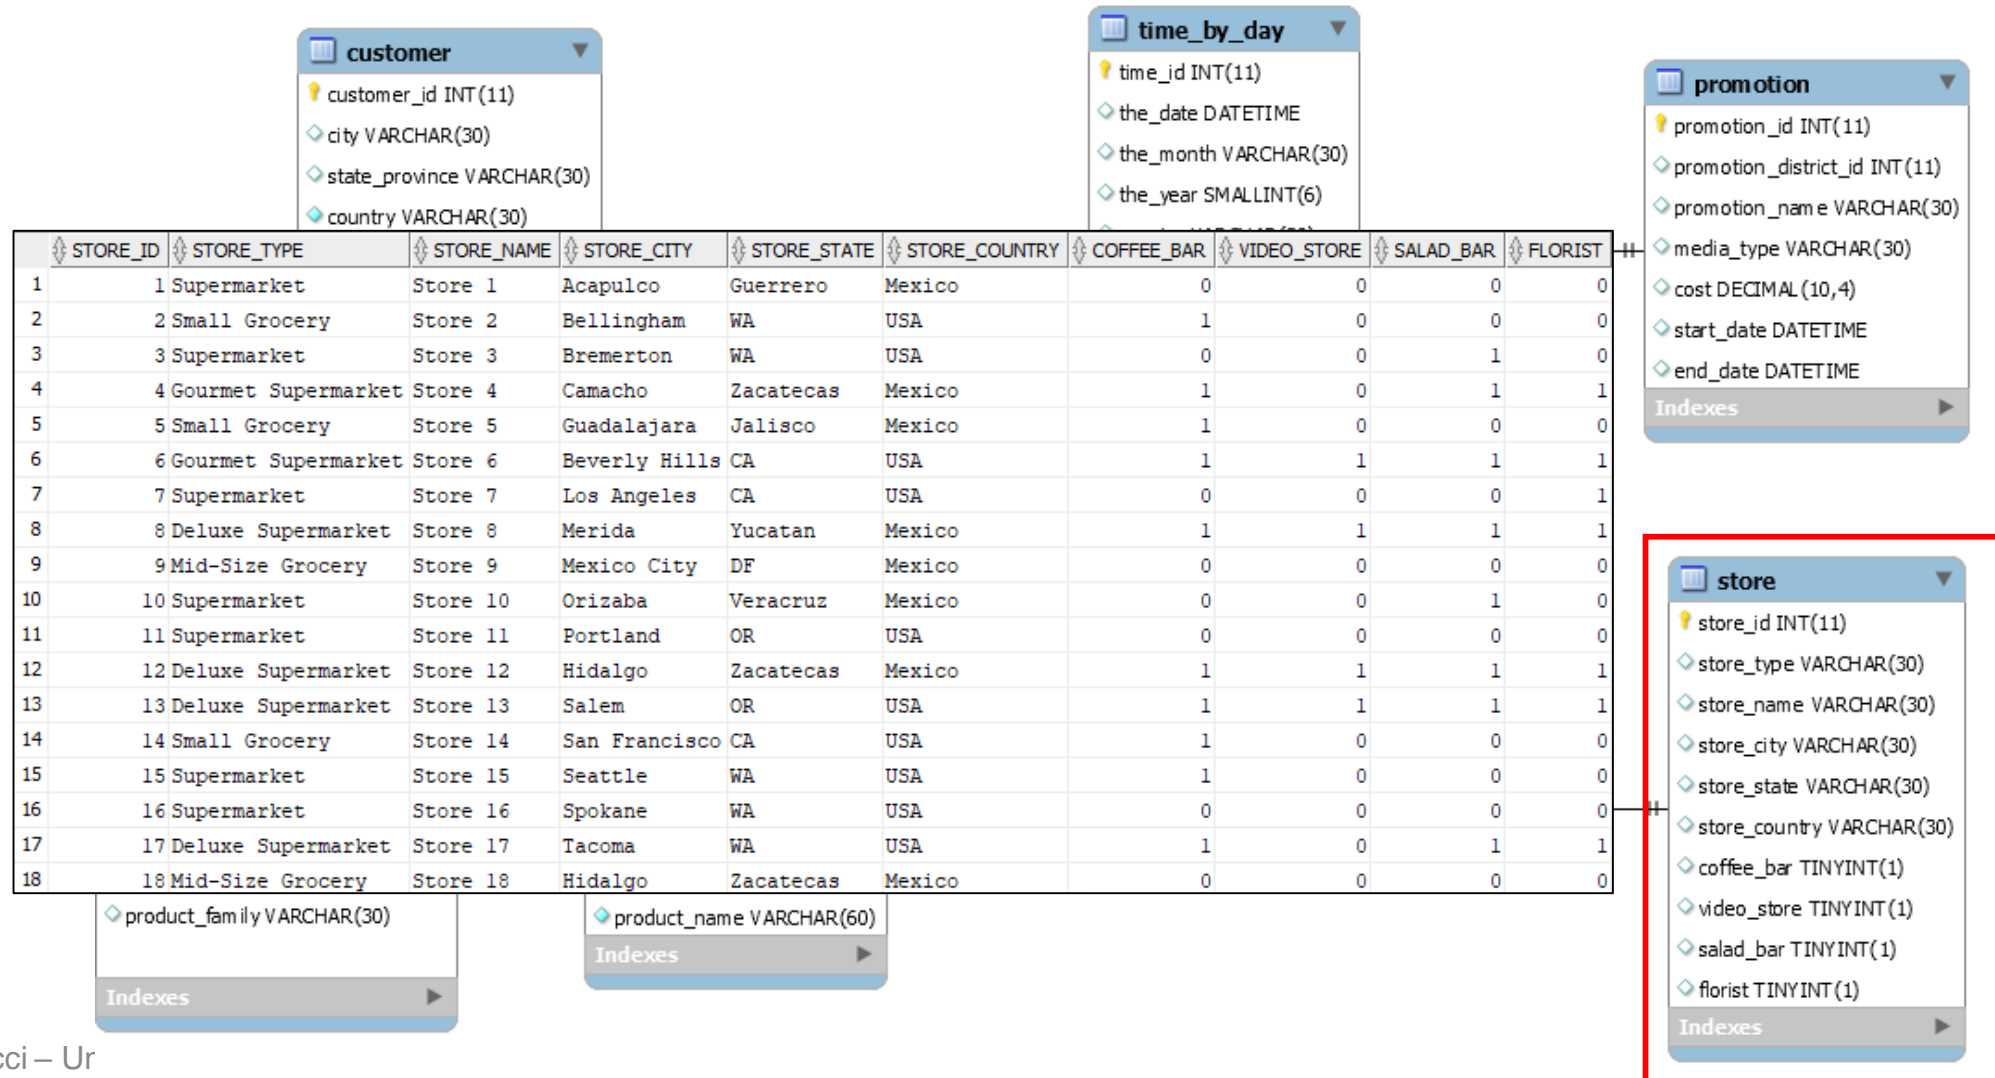 customer
customer_id INT(11)
city VARCHAR(30)
state_province VARCHAR(30)
country VARCHAR(30)
time_by_day
time_id INT(11)
the_date DATETIME
the_month VARCHAR(30)
the_year SMALLINT(6)
promotion
promotion_id INT(11)
promotion_district_id INT(11)
promotion_name VARCHAR(30)
media_type VARCHAR(30)
cost DECIMAL(10,4)
start_date DATETIME
end_date DATETIME
Indexes
STORE_ID STORE_TYPE STORE_NAME STORE_CITY STORE_STATE STORE_COUNTRY COFFEE_BAR VIDEO_STORE SALAD_BAR FLORIST
1 1 Supermarket Store 1 Acapulco Guerrero Mexico 0 0 0 0
2 2 Small Grocery Store 2 Bellingham WA USA 1 0 0 0
3 3 Supermarket Store 3 Bremerton WA USA 0 0 1 0
4 4 Gourmet Supermarket Store 4 Camacho Zacatecas Mexico 1 0 1 1
5 5 Small Grocery Store 5 Guadalajara Jalisco Mexico 1 0 0 0
6 6 Gourmet Supermarket Store 6 Beverly Hills CA USA 1 1 1 1
7 7 Supermarket Store 7 Los Angeles CA USA 0 0 0 1
8 8 Deluxe Supermarket Store 8 Merida Yucatan Mexico 1 1 1 1
9 9 Mid-Size Grocery Store 9 Mexico City DF Mexico 0 0 0 0
10 10 Supermarket Store 10 Orizaba Veracruz Mexico 0 0 1 0
11 11 Supermarket Store 11 Portland OR USA 0 0 0 0
12 12 Deluxe Supermarket Store 12 Hidalgo Zacatecas Mexico 1 1 1 1
13 13 Deluxe Supermarket Store 13 Salem OR USA 1 1 1 1
14 14 Small Grocery Store 14 San Francisco CA USA 1 0 0 0
15 15 Supermarket Store 15 Seattle WA USA 1 0 0 0
16 16 Supermarket Store 16 Spokane WA USA 0 0 0 0
17 17 Deluxe Supermarket Store 17 Tacoma WA USA 1 0 1 1
18 18 Mid-Size Grocery Store 18 Hidalgo Zacatecas Mexico 0 0 0 0
store
store_id INT(11)
store_type VARCHAR(30)
store_name VARCHAR(30)
store_city VARCHAR(30)
store_state VARCHAR(30)
store_country VARCHAR(30)
coffee_bar TINYINT(1)
video_store TINYINT(1)
salad_bar TINYINT(1)
florist TINYINT(1)
Indexes
product_family VARCHAR(30)
Indexes
product_name VARCHAR(60)
Indexes
cci – Ur